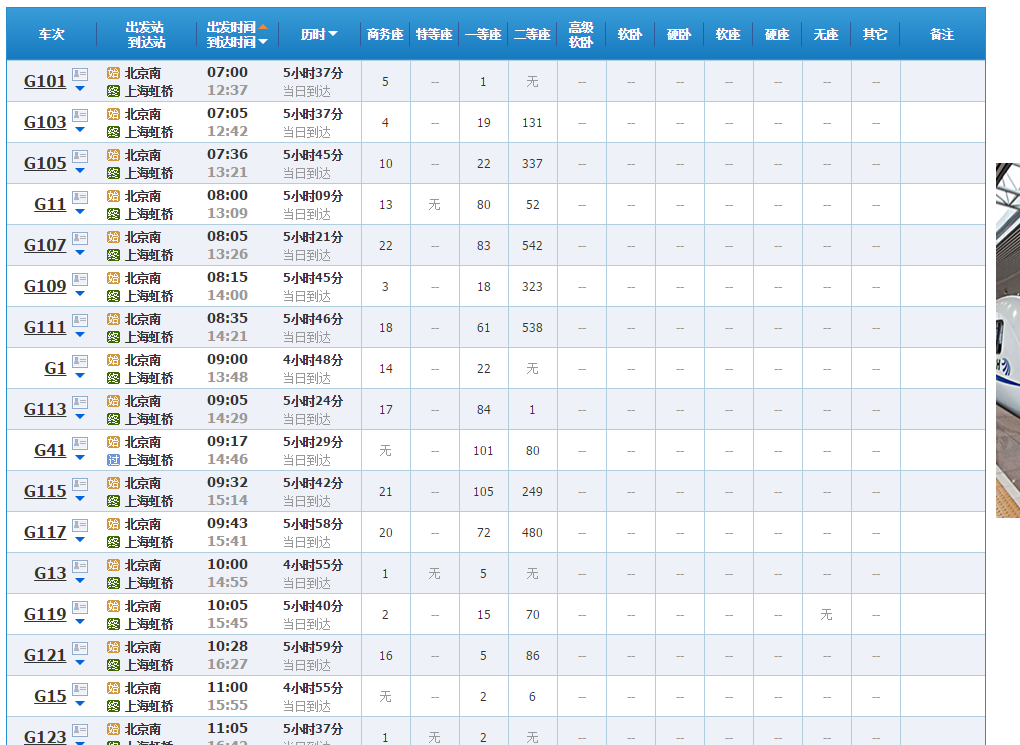 车次 出发站 出发时间 历时 商务座 特等座 一等座 二等座 高级 软卧 硬卧 软座 硬座 无座 其它 备注
到达站 到达时间 软卧
G101 始 北京南 07:00 5小时37分 5 -- 1 无 -- -- -- -- -- -- --
终 上海虹桥 12:37 当日到达
G103 始 北京南 07:05 5小时37分 4 -- 19 131 -- -- -- -- -- -- --
终 上海虹桥 12:42 当日到达
G105 始 北京南 07:36 5小时45分 10 -- 22 337 -- -- -- -- -- -- --
终 上海虹桥 13:21 当日到达
G11 始 北京南 08:00 5小时09分 13 无 80 52 -- -- -- -- -- -- --
终 上海虹桥 13:09 当日到达
G107 始 北京南 08:05 5小时21分 22 -- 83 542 -- -- -- -- -- -- --
终 上海虹桥 13:26 当日到达
G109 始 北京南 08:15 5小时45分 3 -- 18 323 -- -- -- -- -- -- --
终 上海虹桥 14:00 当日到达
G111 始 北京南 08:35 5小时46分 18 -- 61 538 -- -- -- -- -- -- --
终 上海虹桥 14:21 当日到达
G1 始 北京南 09:00 4小时48分 14 -- 22 无 -- -- -- -- -- -- --
终 上海虹桥 13:48 当日到达
G113 始 北京南 09:05 5小时24分 17 -- 84 1 -- -- -- -- -- -- --
终 上海虹桥 14:29 当日到达
G41 始 北京南 09:17 5小时29分 无 -- 101 80 -- -- -- -- -- -- --
过 上海虹桥 14:46 当日到达
G115 始 北京南 09:32 5小时42分 21 -- 105 249 -- -- -- -- -- -- --
终 上海虹桥 15:14 当日到达
G117 始 北京南 09:43 5小时58分 20 -- 72 480 -- -- -- -- -- -- --
终 上海虹桥 15:41 当日到达
G13 始 北京南 10:00 4小时55分 1 无 5 无 -- -- -- -- -- -- --
终 上海虹桥 14:55 当日到达
G119 始 北京南 10:05 5小时40分 2 -- 15 70 -- -- -- -- -- 无 --
终 上海虹桥 15:45 当日到达
G121 始 北京南 10:28 5小时59分 16 -- 5 86 -- -- -- -- -- -- --
终 上海虹桥 16:27 当日到达
G15 始 北京南 11:00 4小时55分 无 -- 2 6 -- -- -- -- -- -- --
终 上海虹桥 15:55 当日到达
G123 始 北京南 11:05 5小时37分 1 无 2 无 -- -- -- -- -- -- --
终 上海虹桥 16:42 当日到达